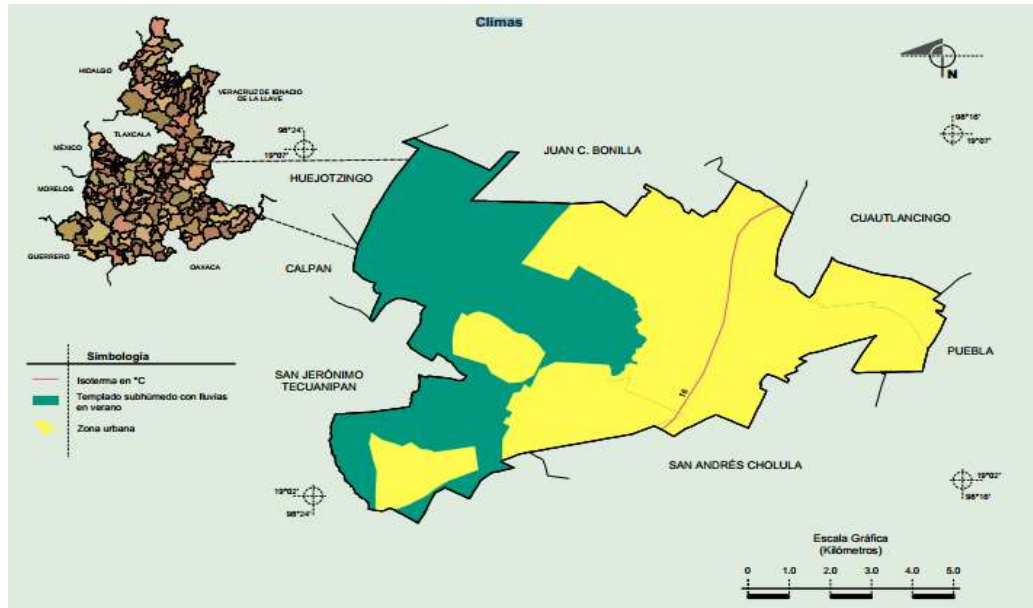 Climas
HIDALGO
VERACRUZ DE IGNACIO
DE LA LLAVE
TLAXCALA
MÉXICO
MORELOS
GUERRERO
OAXACA
98°24'
19°07'
N
98°16'
19°07'
JUAN C. BONILLA
HUEJOTZINGO
CUAUTLANCINGO
CALPAN
PUEBLA
SAN JERÓNIMO
TECUANIPAN
16
SAN ANDRÉS CHOLULA
Simbología
Isoterma en °C
Templado subhúmedo con lluvias
en verano
Zona urbana
19°02'
98°24'
19°02'
98°16'
Escala Gráfica
(Kilómetros)
0 1.0 2.0 3.0 4.0 5.0